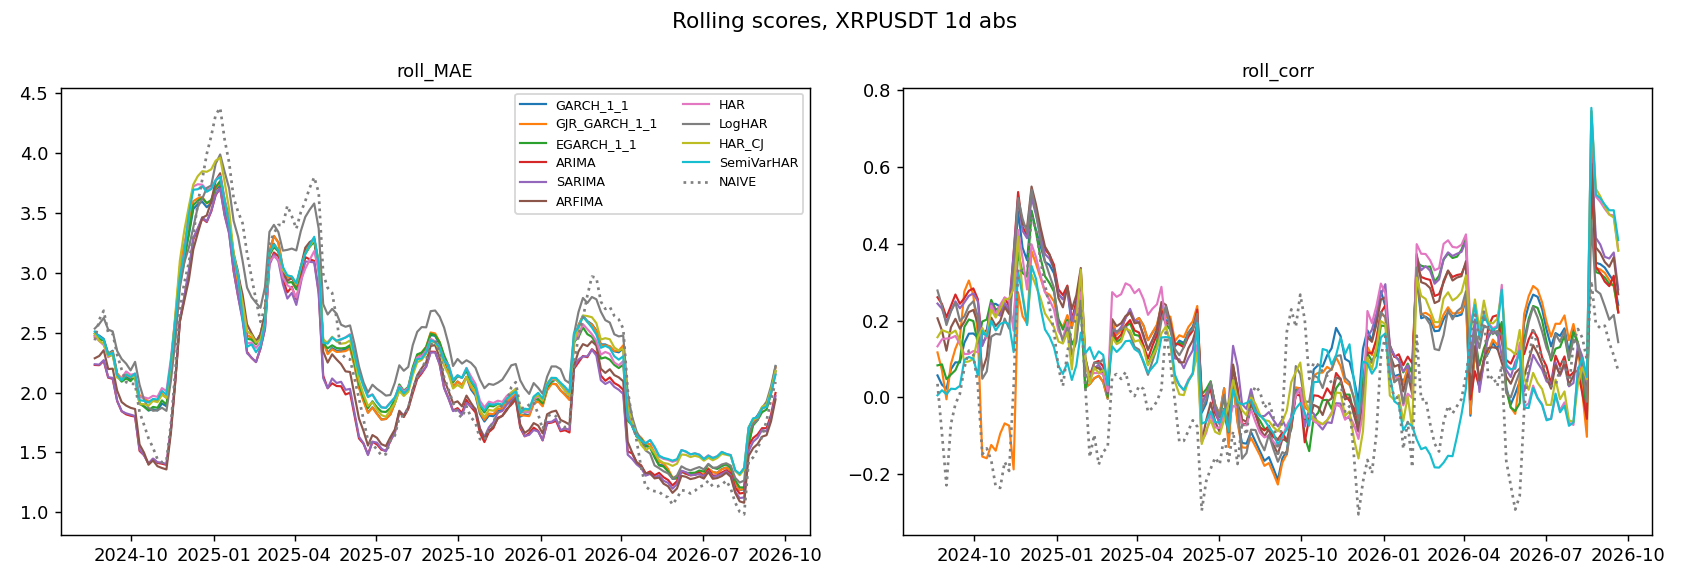 Rolling scores, XRPUSDT 1d abs
roll_MAE
4.5
4.0
3.5
3.0
2.5
2.0
1.5
1.0
2024-10
2025-01
2025-04
2025-07
2025-10
2026-01
2026-04
2026-07
2026-10
GARCH_1_1
GJR_GARCH_1_1
EGARCH_1_1
ARIMA
SARIMA
ARFIMA
HAR
LogHAR
HAR_CJ
SemiVarHAR
NAIVE
roll_corr
0.8
0.6
0.4
0.2
0.0
−0.2
2024-10
2025-01
2025-04
2025-07
2025-10
2026-01
2026-04
2026-07
2026-10